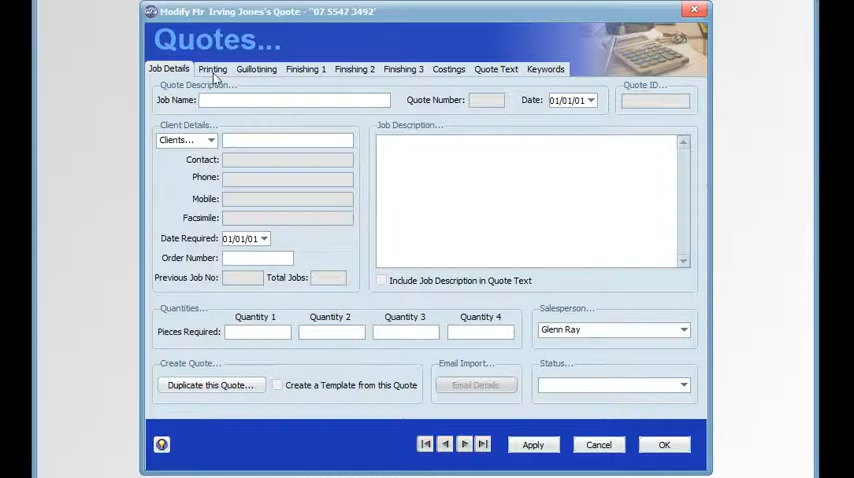 Modify Mr Irving Jones's Quote - "07 5547 3492'
Quotes...
Job Details Printing Guillotining Finishing 1 Finishing 2 Finishing 3 Costings Quote Text Keywords
Quote Description... Quote ID...
Job Name: Quote Number: Date: 01/01/01
Client Details... Job Description...
Clients...
Contact:
Phone:
Mobile:
Facsimile:
Date Required: 01/01/01
Order Number:
Previous Job No: Total Jobs: Include Job Description in Quote Text
Quantities... Salesperson...
Quantity 1 Quantity 2 Quantity 3 Quantity 4
Pieces Required: Glenn Ray
Create Quote... Email Import... Status...
Duplicate this Quote... Create a Template from this Quote Email Details
Apply Cancel OK